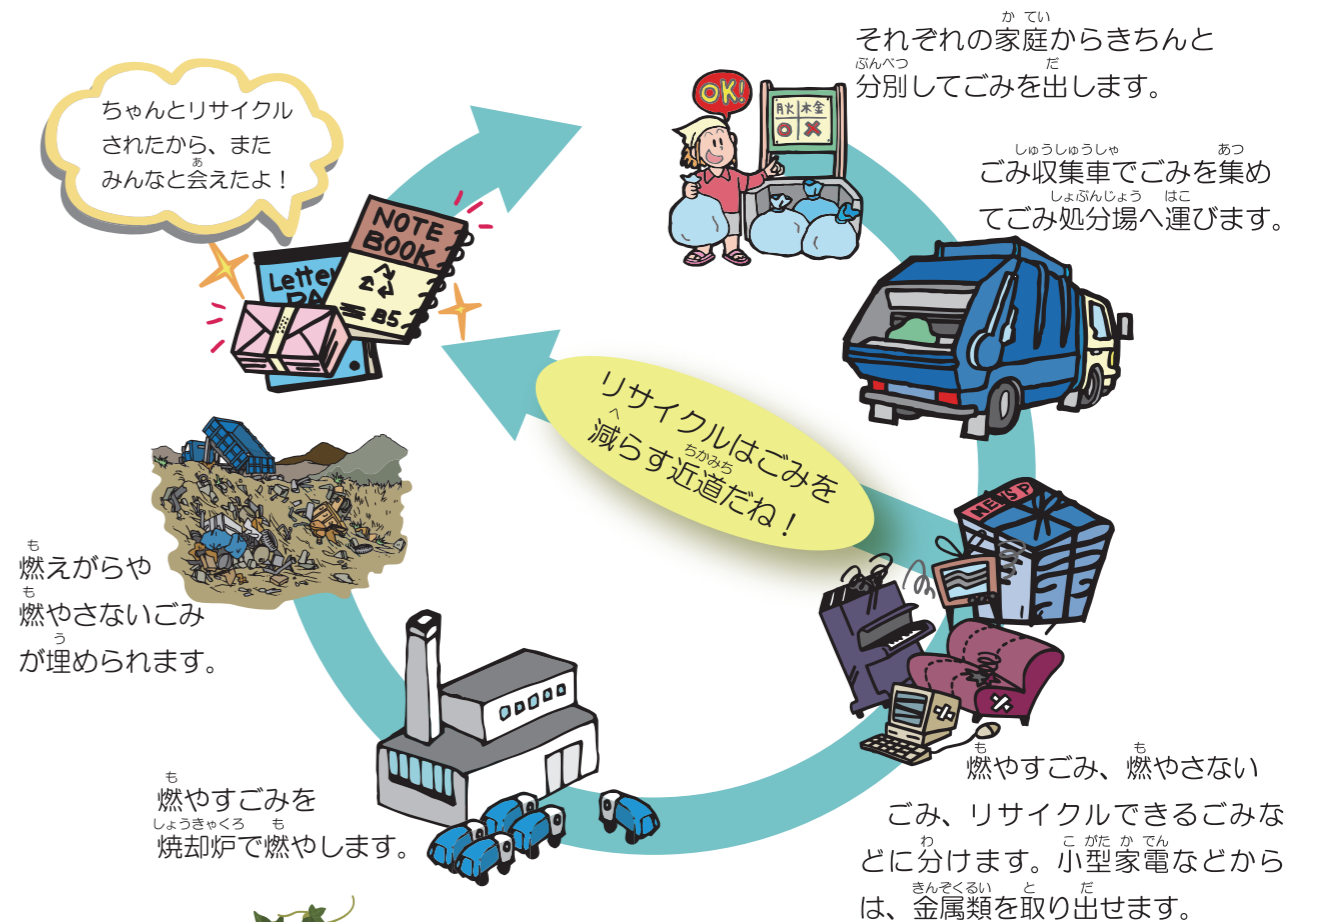 それぞれの家庭からきちんと
分別してごみを出します。
ごみ収集車でごみを集め
てごみ処分場へ運びます。
燃やすごみ、燃やさない
ごみ、リサイクルできるごみな
どに分けます。小型家電などから
は、金属類を取り出せます。
燃やすごみを
焼却炉で燃やします。
燃えがらや
燃やさないごみ
が埋められます。
ちゃんとリサイクル
されたから、また
みんなと会えたよ！
リサイクルはごみを
減らす近道だね！
OK!
月火 木金
NOTE
BOOK
B5
Letter
PA
NEWSP